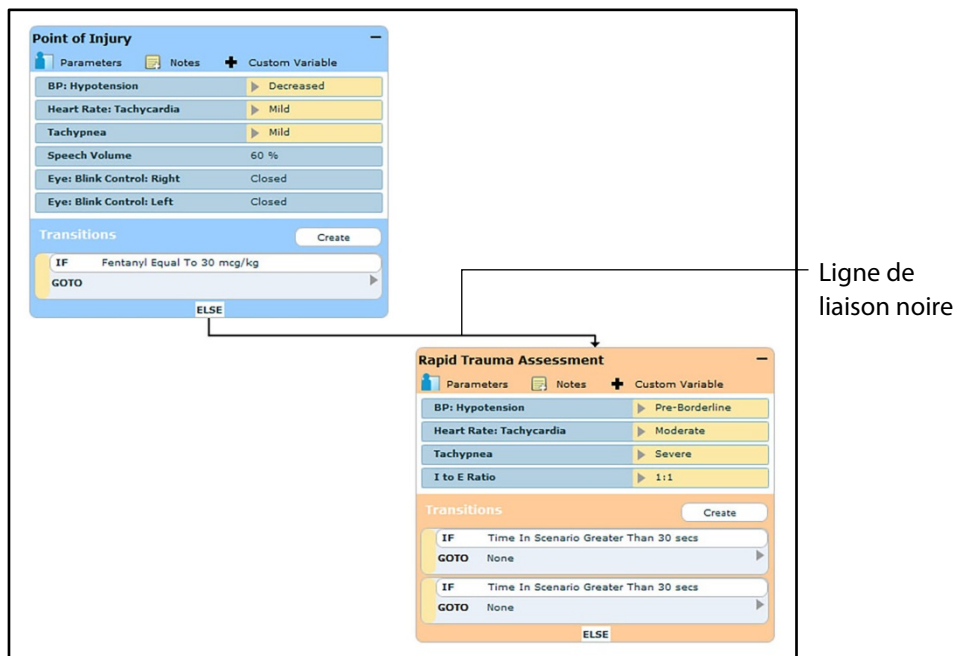 Point of Injury
Parameters Notes Custom Variable
BP: Hypotension Decreased
Heart Rate: Tachycardia Mild
Tachypnea Mild
Speech Volume 60 %
Eye: Blink Control: Right Closed
Eye: Blink Control: Left Closed
Transitions Create
IF Fentanyl Equal To 30 mcg/kg
GOTO
ELSE
Ligne de
liaison noire
Rapid Trauma Assessment
Parameters Notes Custom Variable
BP: Hypotension Pre-Borderline
Heart Rate: Tachycardia Moderate
Tachypnea Severe
I to E Ratio 1:1
Transitions Create
IF Time In Scenario Greater Than 30 secs
GOTO None
IF Time In Scenario Greater Than 30 secs
GOTO None
ELSE